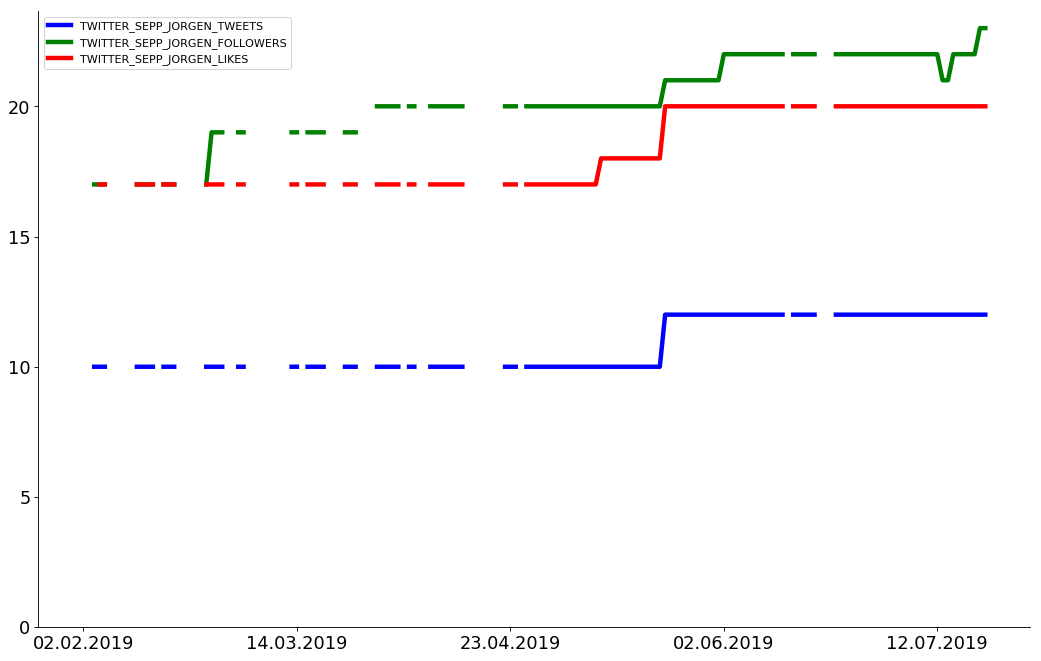 TWITTER_SEPP_JORGEN_TWEETS
TWITTER_SEPP_JORGEN_FOLLOWERS
TWITTER_SEPP_JORGEN_LIKES
20
15
10
5
0
02.02.2019 14.03.2019 23.04.2019 02.06.2019 12.07.2019